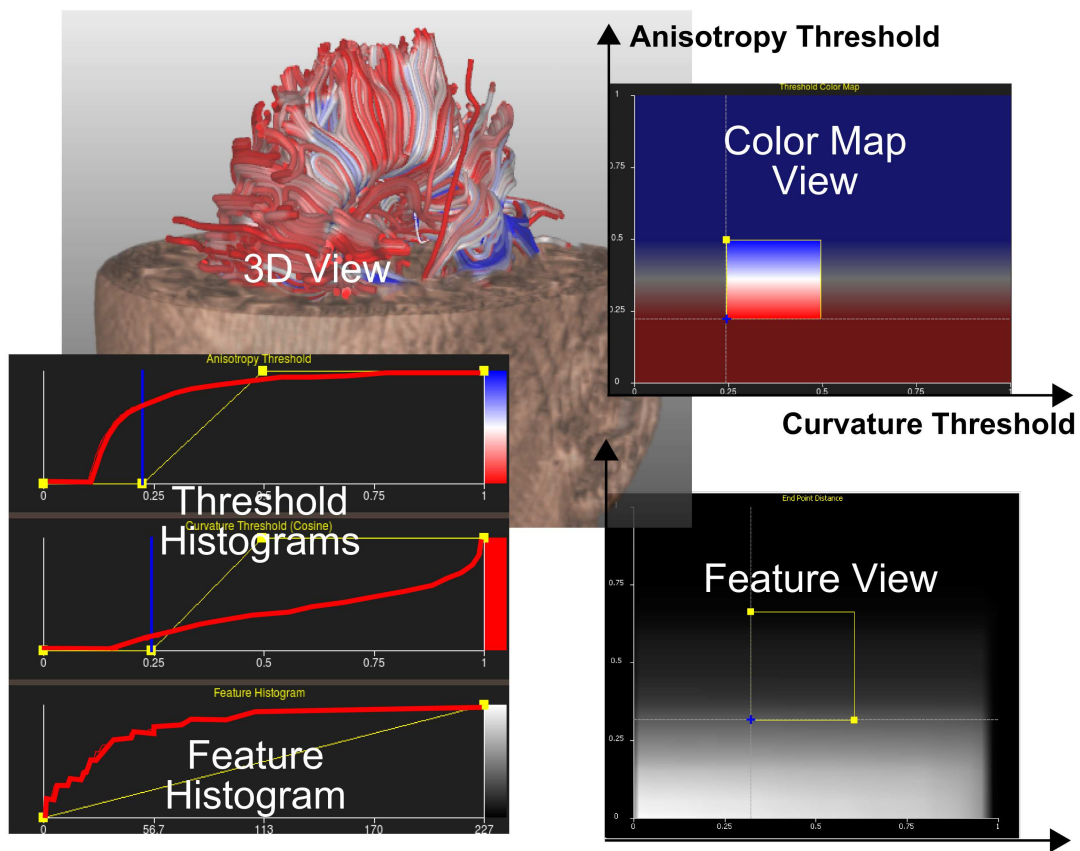 Anisotropy Threshold
Threshold Color Map
1
0.75
0.5
0.25
0
0
0.25
0.5
0.75
1
Color Map
View
Curvature Threshold
3D View
Anisotropy Threshold
0
0.25
0.5
0.75
1
Threshold
Histograms
Curvature Threshold (Cosine)
0
0.25
0.5
0.75
1
Feature Histogram
Feature
Histogram
0
56.7
113
170
227
End Point Distance
1
0.75
0.5
0.25
0
0
0.25
0.5
0.75
1
Feature View